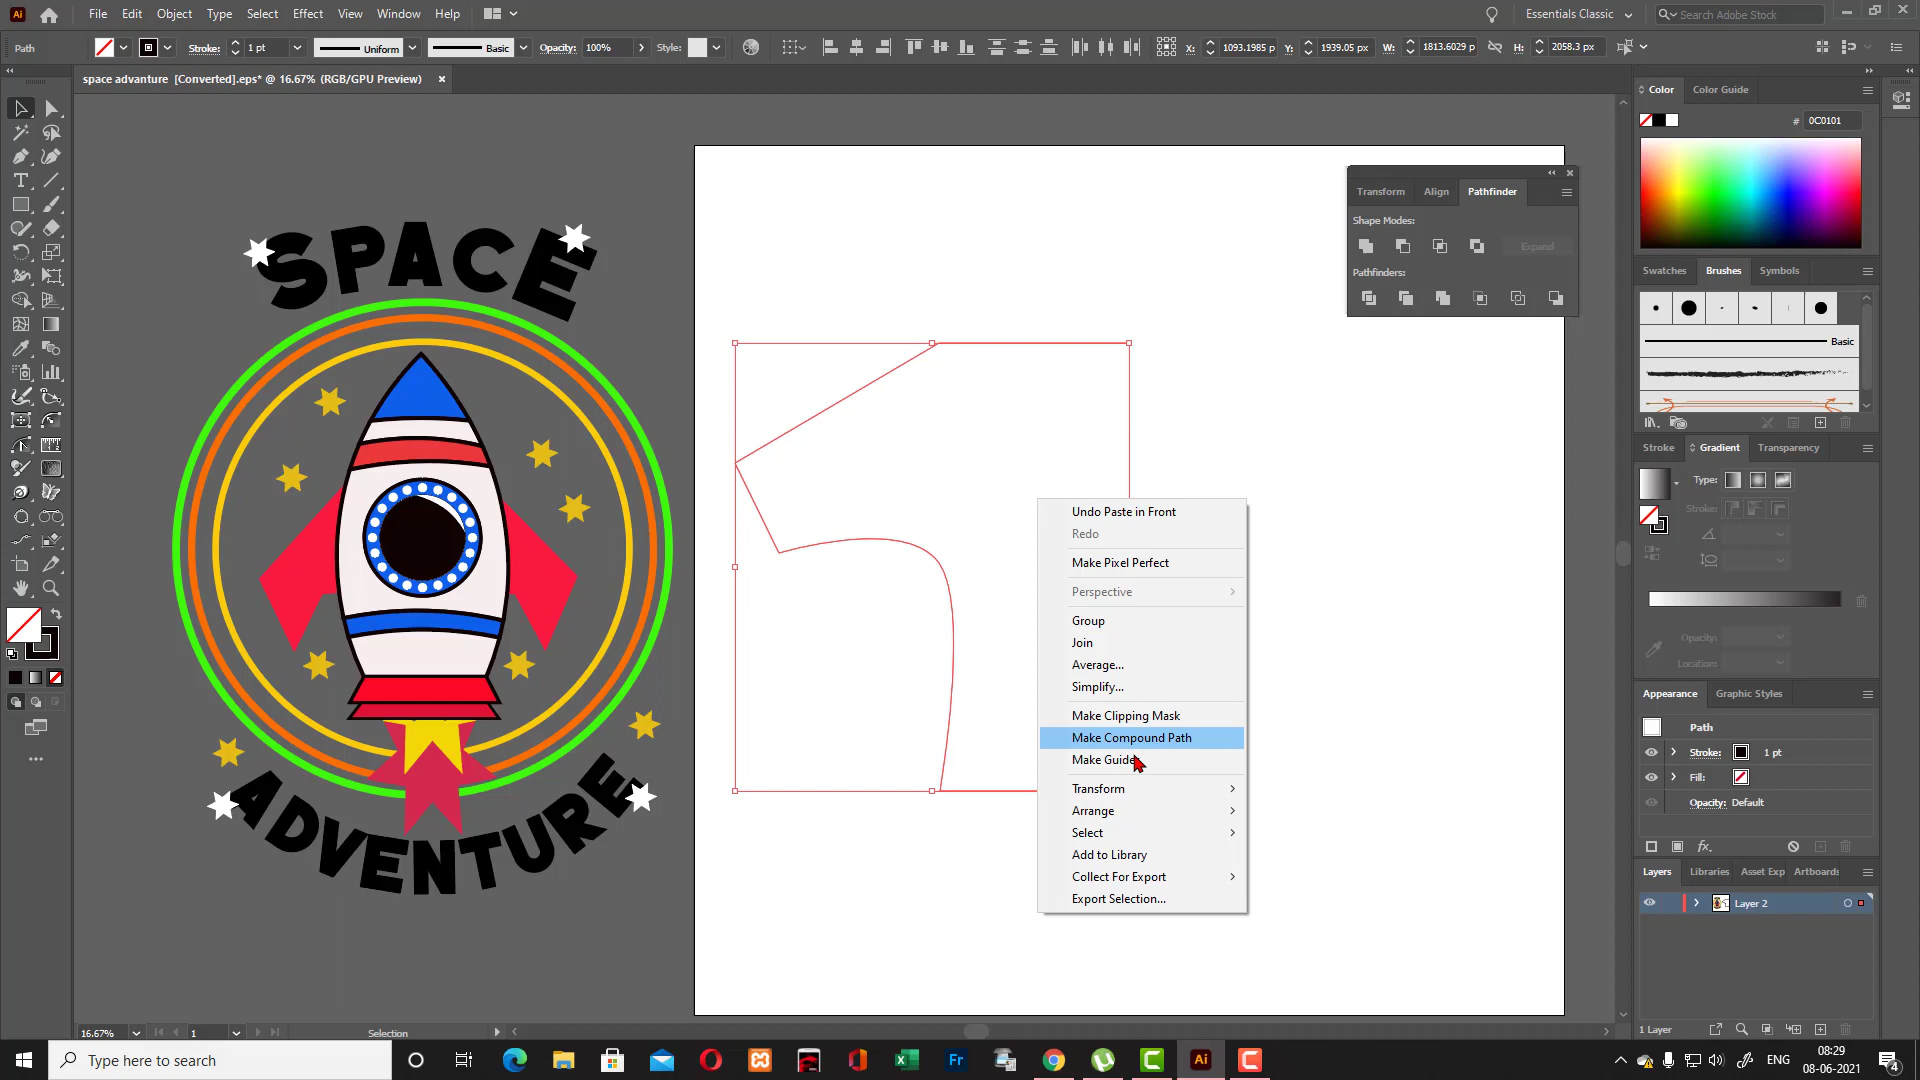 File Edit Object Type Select Effect View Window Help
Essentials Classic
Search Adobe Stock
Path
Stroke: 1 pt Uniform Basic Opacity: 100% Style:
X: 1093.1985 p Y: 1939.05 px W: 1813.6029 p H: 2058.3 px
space advanture [Converted].eps* @ 16.67% (RGB/GPU Preview)
SPACE
ADVENTURE
Undo Paste in Front
Redo
Make Pixel Perfect
Perspective
Group
Join
Average...
Simplify...
Make Clipping Mask
Make Compound Path
Make Guides
Transform
Arrange
Select
Add to Library
Collect For Export
Export Selection...
Transform Align Pathfinder
Shape Modes:
Expand
Pathfinders:
Color Color Guide
# 0C0101
Swatches Brushes Symbols
Basic
Stroke Gradient Transparency
Type:
Stroke:
Opacity:
Location:
Appearance Graphic Styles
Path
Stroke: 1 pt
Fill:
Opacity: Default
Layers Libraries Asset Exp Artboards
Layer 2
1 Layer
16.67% 1 Selection
Type here to search
ENG
08:29
08-06-2021
4